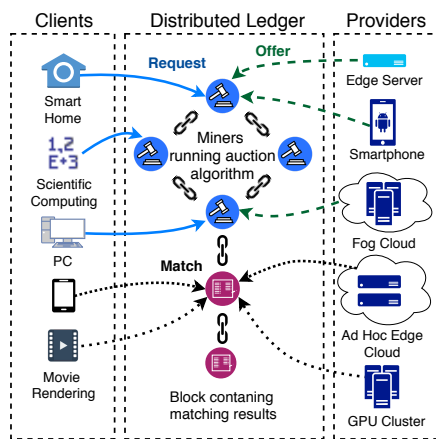 Clients
Distributed Ledger
Providers
Request
Offer
Smart
Home
1,2
E+3
Scientific
Computing
PC
Movie
Rendering
Miners
running auction
algorithm
Match
Block contaning
matching results
Edge Server
Smartphone
Fog Cloud
Ad Hoc Edge
Cloud
GPU Cluster